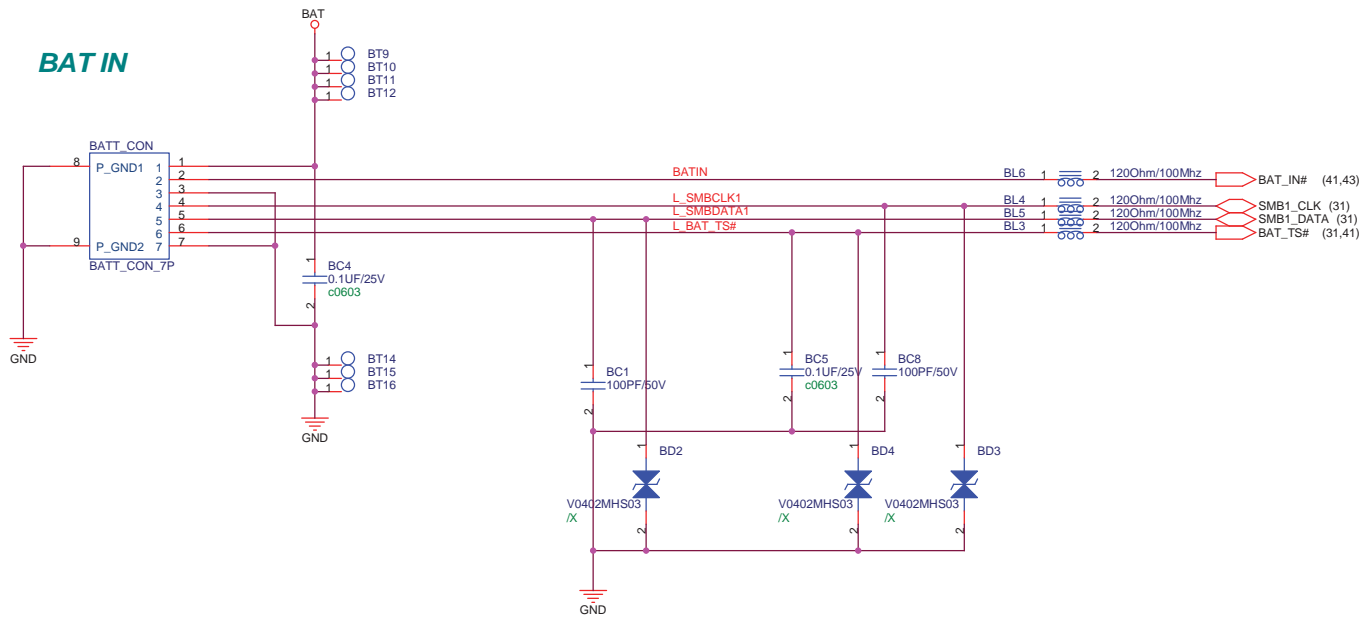 BAT
BAT IN
1 BT9
1 BT10
1 BT11
1 BT12
BATT_CON
8 P_GND1 1 1
2 2
3 3
4 4
5 5
6 6
9 P_GND2 7 7
BATT_CON_7P
BATIN BL6 1 2 120Ohm/100Mhz BAT_IN# (41,43)
L_SMBCLK1 BL4 1 2 120Ohm/100Mhz SMB1_CLK (31)
L_SMBDATA1 BL5 1 2 120Ohm/100Mhz SMB1_DATA (31)
L_BAT_TS# BL3 1 2 120Ohm/100Mhz BAT_TS# (31,41)
1
BC4
0.1UF/25V
c0603
2
GND
1 BT14
1 BT15
1 BT16
GND
1
BC1
100PF/50V
2
1
BC5
0.1UF/25V
c0603
2
1
BC8
100PF/50V
2
1
BD2
V0402MHS03
/X
2
1
BD4
V0402MHS03
/X
2
1
BD3
V0402MHS03
/X
2
GND